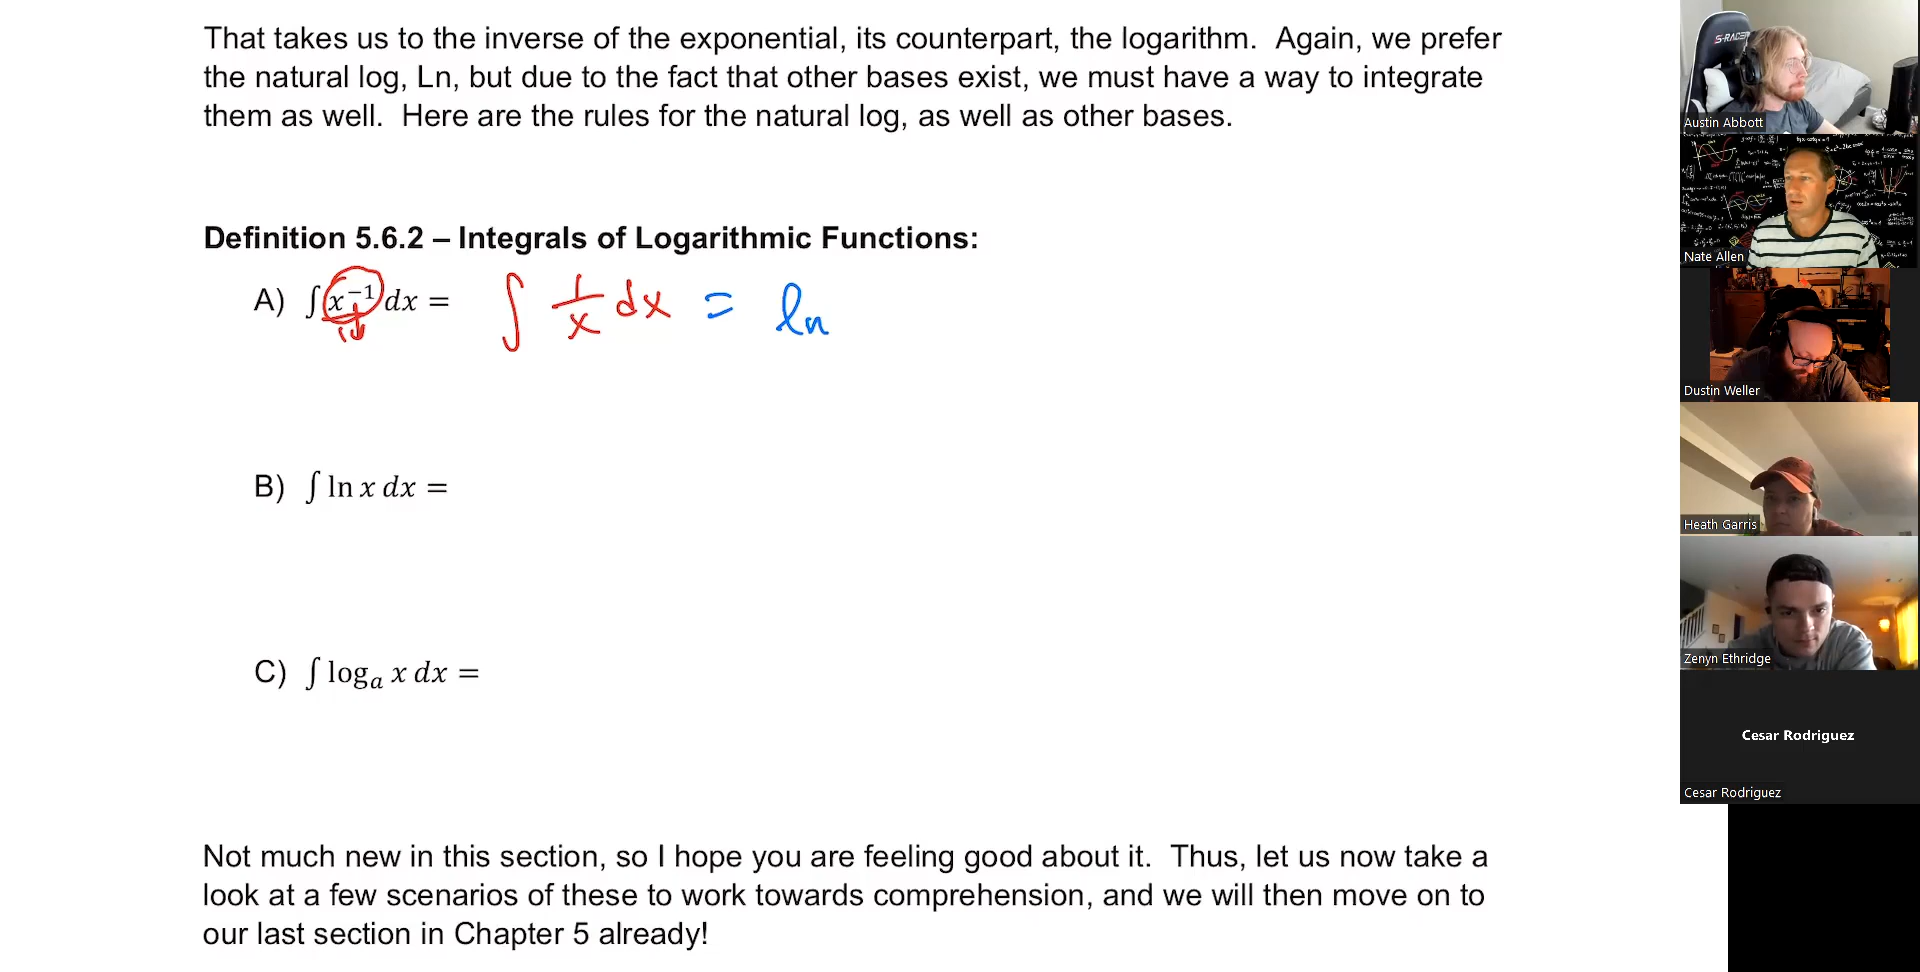 That takes us to the inverse of the exponential, its counterpart, the logarithm. Again, we prefer
the natural log, Ln, but due to the fact that other bases exist, we must have a way to integrate
them as well. Here are the rules for the natural log, as well as other bases.
Definition 5.6.2 – Integrals of Logarithmic Functions:
A) ∫ x⁻¹ dx = ∫ 1/x dx = ln
B) ∫ ln x dx =
C) ∫ logₐ x dx =
Not much new in this section, so I hope you are feeling good about it. Thus, let us now take a
look at a few scenarios of these to work towards comprehension, and we will then move on to
our last section in Chapter 5 already!
Austin Abbott
Nate Allen
Dustin Weller
Heath Garris
Zenyn Ethridge
Cesar Rodriguez
Cesar Rodriguez